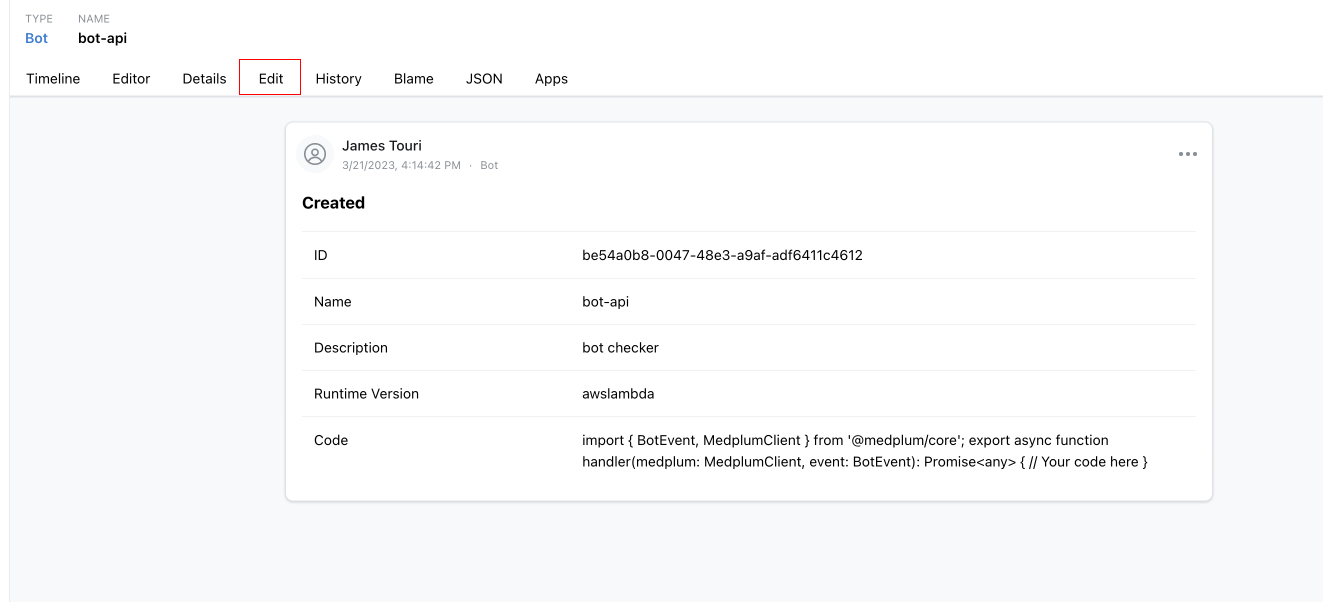 TYPE NAME
Bot bot-api
Timeline Editor Details Edit History Blame JSON Apps
James Touri
3/21/2023, 4:14:42 PM · Bot
Created
ID be54a0b8-0047-48e3-a9af-adf6411c4612
Name bot-api
Description bot checker
Runtime Version awslambda
Code import { BotEvent, MedplumClient } from '@medplum/core'; export async function
handler(medplum: MedplumClient, event: BotEvent): Promise<any> { // Your code here }